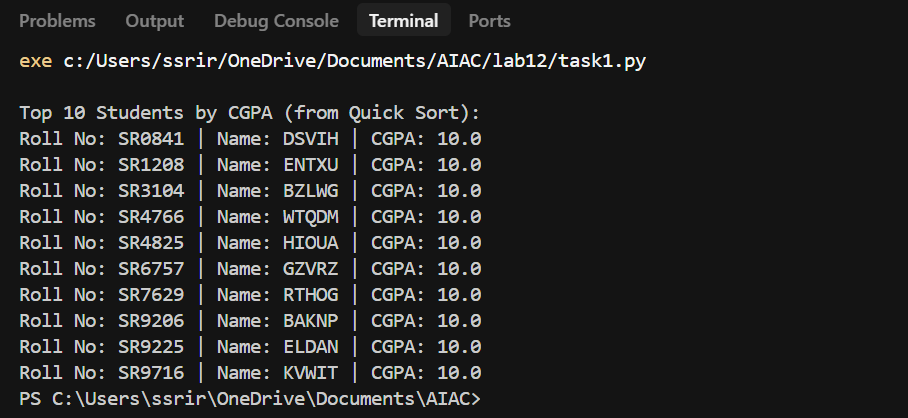 Problems Output Debug Console Terminal Ports
exe c:/Users/ssrir/OneDrive/Documents/AIAC/lab12/task1.py
Top 10 Students by CGPA (from Quick Sort):
Roll No: SR0841 | Name: DSVIH | CGPA: 10.0
Roll No: SR1208 | Name: ENTXU | CGPA: 10.0
Roll No: SR3104 | Name: BZLWG | CGPA: 10.0
Roll No: SR4766 | Name: WTQDM | CGPA: 10.0
Roll No: SR4825 | Name: HIOUA | CGPA: 10.0
Roll No: SR6757 | Name: GZVRZ | CGPA: 10.0
Roll No: SR7629 | Name: RTHOG | CGPA: 10.0
Roll No: SR9206 | Name: BAKNP | CGPA: 10.0
Roll No: SR9225 | Name: ELDAN | CGPA: 10.0
Roll No: SR9716 | Name: KVWIT | CGPA: 10.0
PS C:\Users\ssrir\OneDrive\Documents\AIAC>